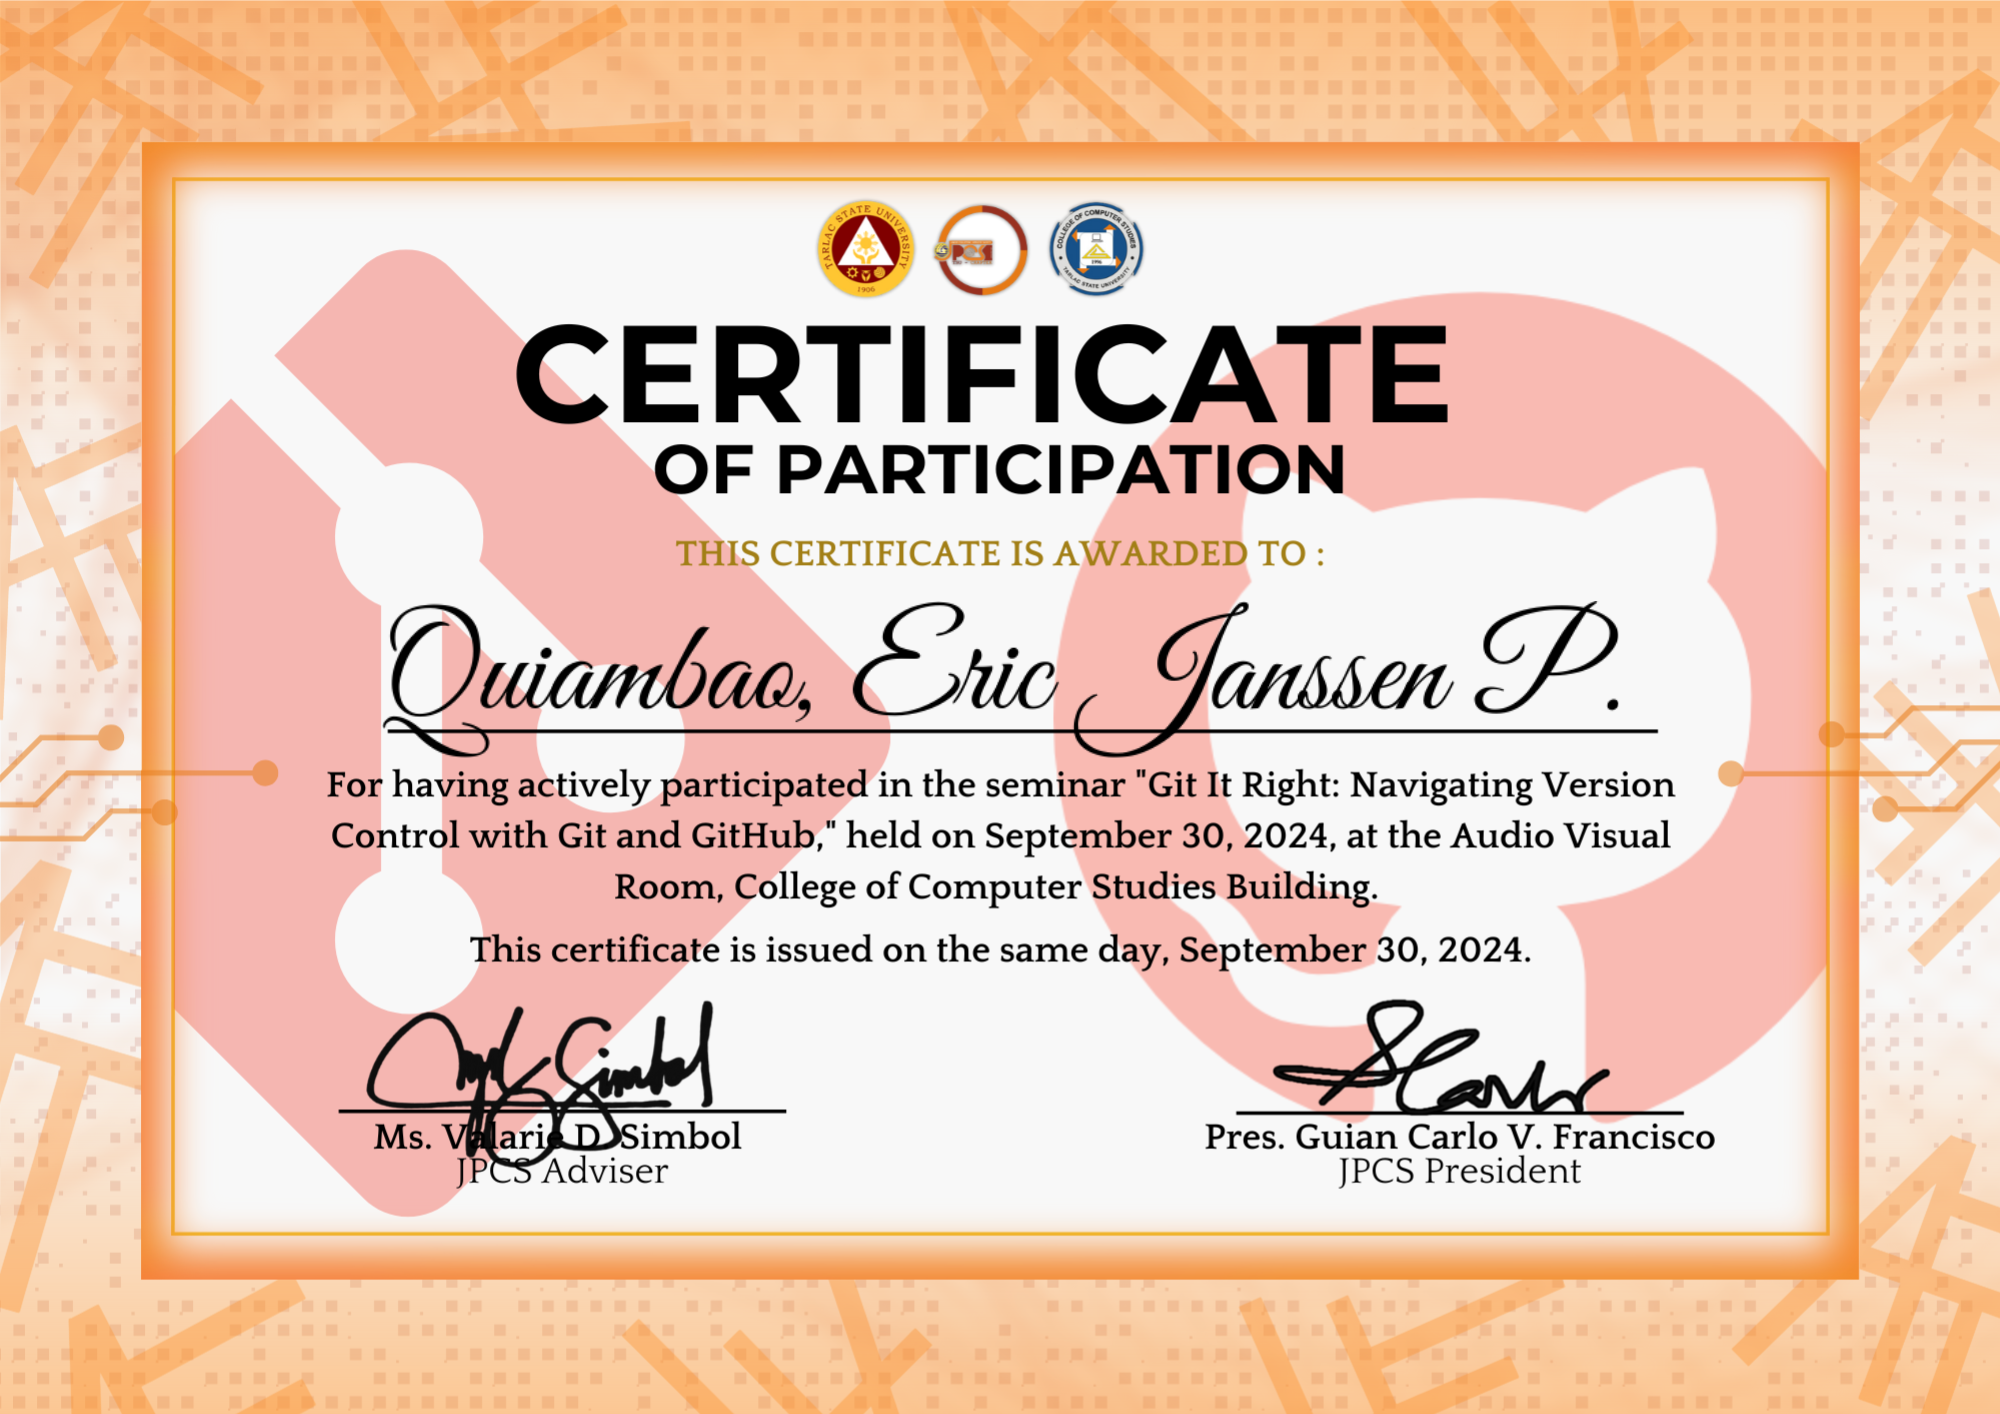 TARLAC STATE UNIVERSITY
1906
COLLEGE OF COMPUTER STUDIES
TARLAC STATE UNIVERSITY
CERTIFICATE
OF PARTICIPATION
THIS CERTIFICATE IS AWARDED TO :
Quiambao, Eric Janssen P.
For having actively participated in the seminar "Git It Right: Navigating Version
Control with Git and GitHub," held on September 30, 2024, at the Audio Visual
Room, College of Computer Studies Building.
This certificate is issued on the same day, September 30, 2024.
Ms. Valarie D. Simbol
JPCS Adviser
Pres. Guian Carlo V. Francisco
JPCS President